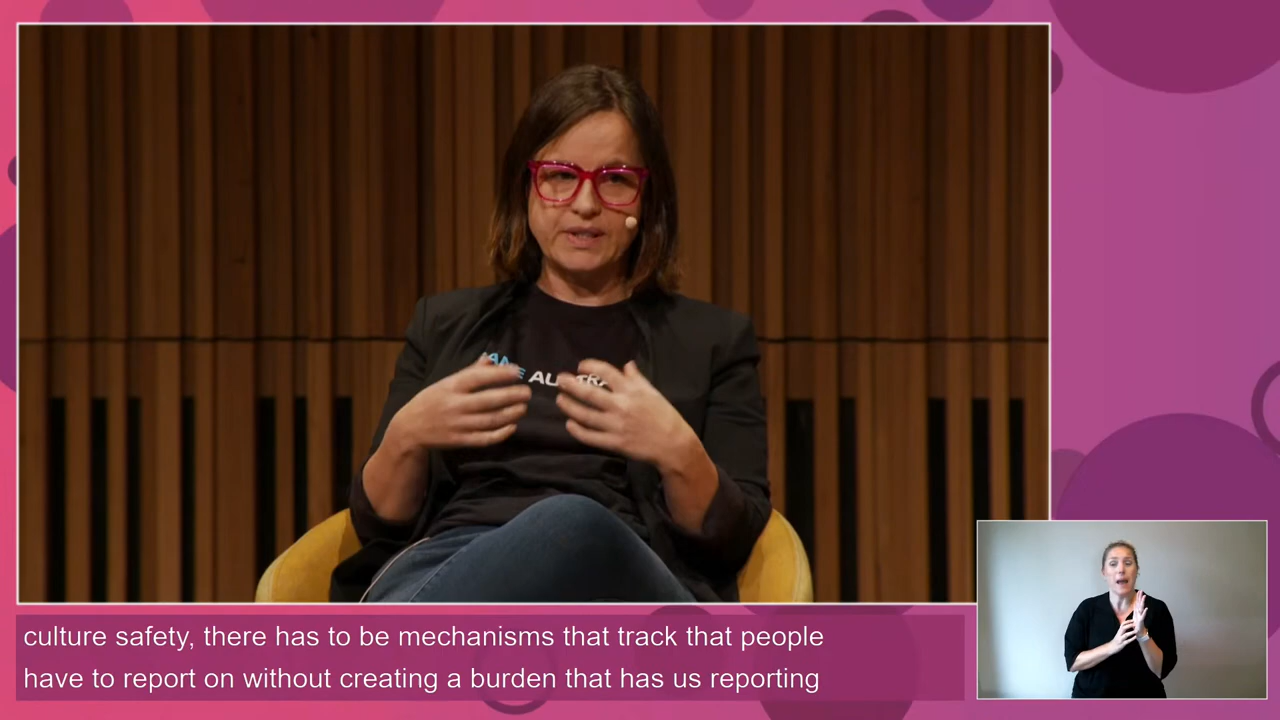 culture safety, there has to be mechanisms that track that people
have to report on without creating a burden that has us reporting